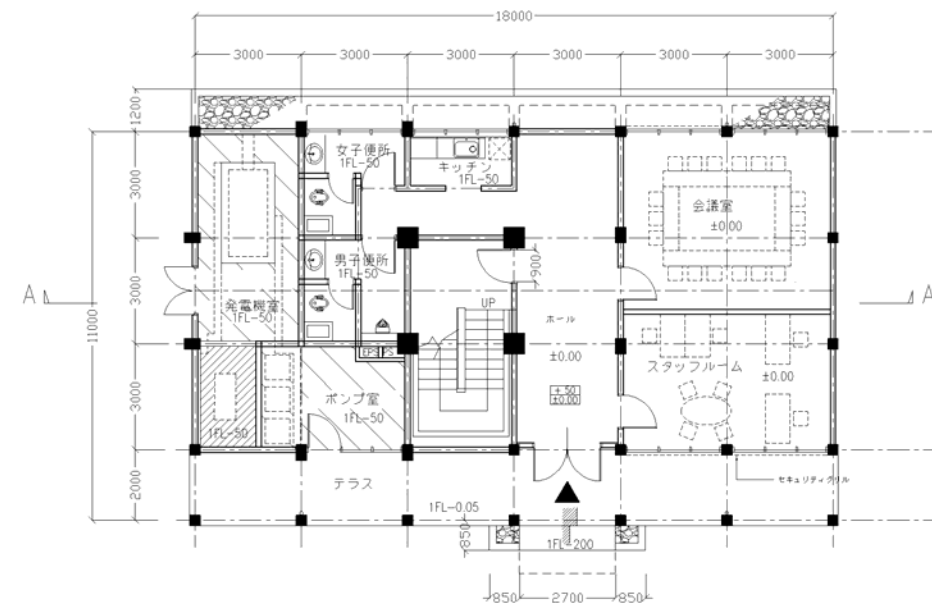 18000
3000 3000 3000 3000 3000 3000
1200
女子便所
1FL-50
キッチン
1FL-50
会議室
±0.00
3000
男子便所
1FL-50
900
A
A
発電機室
1FL-50
UP
ホール
3000
11000
±0.00
EPS PS
スタッフルーム
±0.00
+50
±0.00
ポンプ室
1FL-50
3000
1FL-50
テラス
セキュリティグリル
2000
1FL-0.05
850
1FL-200
850 2700 850